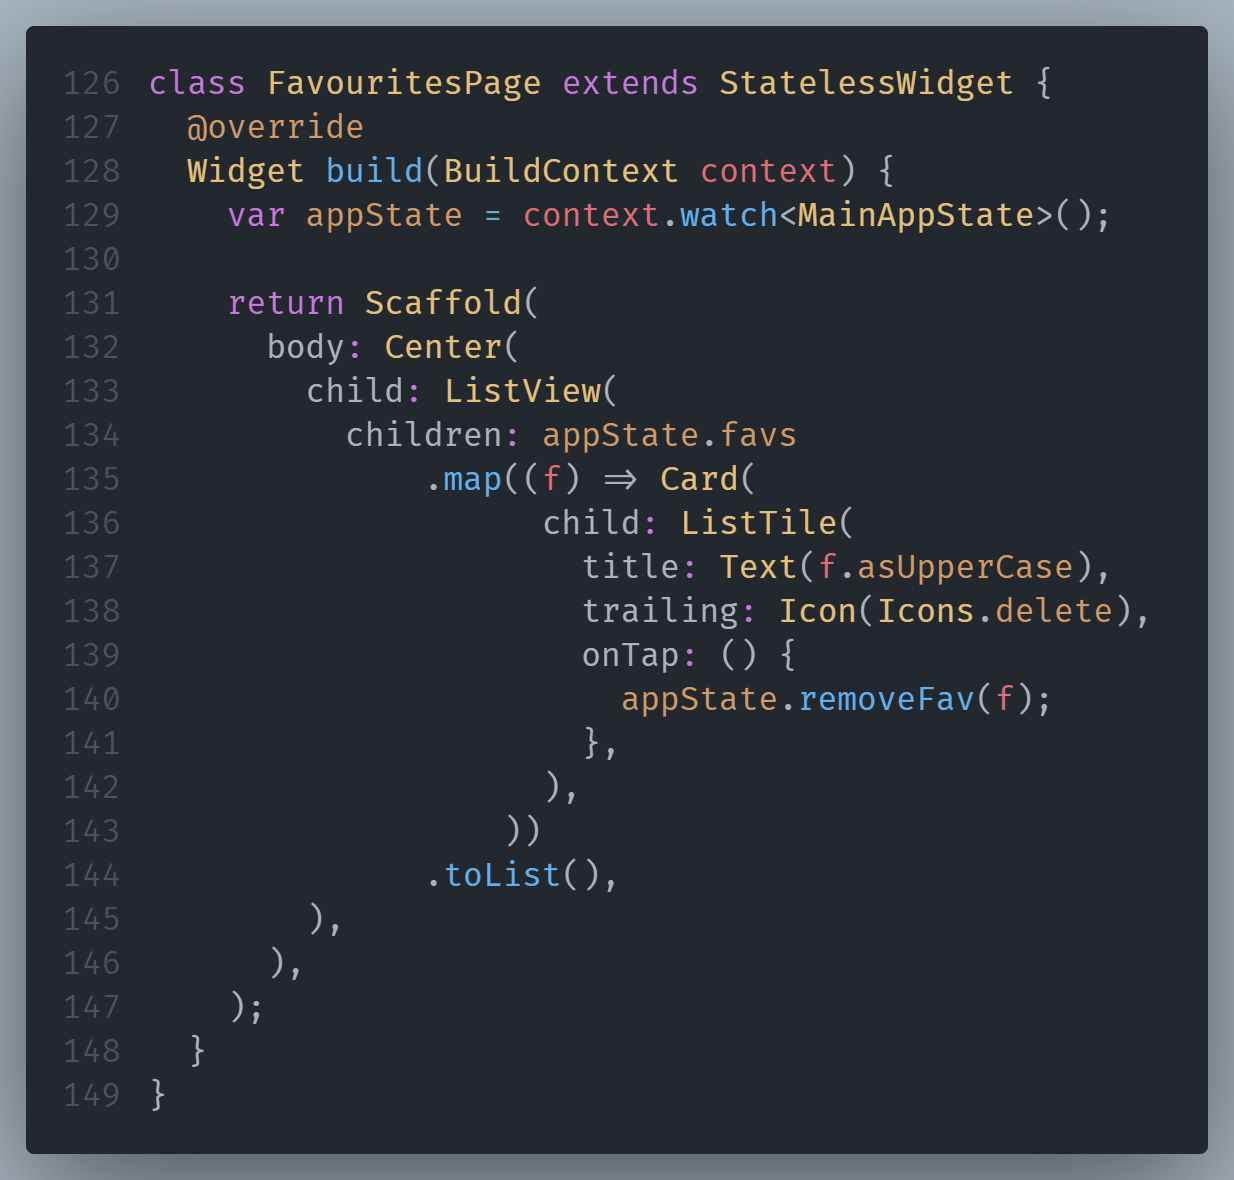 126 class FavouritesPage extends StatelessWidget {
127   @override
128   Widget build(BuildContext context) {
129     var appState = context.watch<MainAppState>();
130
131     return Scaffold(
132       body: Center(
133         child: ListView(
134           children: appState.favs
135               .map((f) => Card(
136                     child: ListTile(
137                       title: Text(f.asUpperCase),
138                       trailing: Icon(Icons.delete),
139                       onTap: () {
140                         appState.removeFav(f);
141                       },
142                     ),
143                   ))
144               .toList(),
145         ),
146       ),
147     );
148   }
149 }